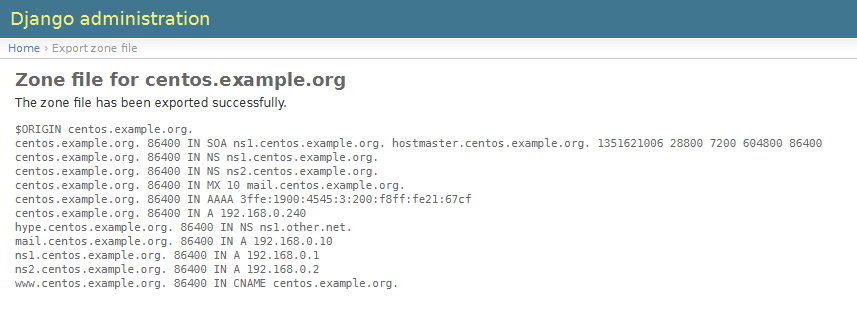 Django administration
Home › Export zone file
Zone file for centos.example.org
The zone file has been exported successfully.
$ORIGIN centos.example.org.
centos.example.org. 86400 IN SOA ns1.centos.example.org. hostmaster.centos.example.org. 1351621006 28800 7200 604800 86400
centos.example.org. 86400 IN NS ns1.centos.example.org.
centos.example.org. 86400 IN NS ns2.centos.example.org.
centos.example.org. 86400 IN MX 10 mail.centos.example.org.
centos.example.org. 86400 IN AAAA 3ffe:1900:4545:3:200:f8ff:fe21:67cf
centos.example.org. 86400 IN A 192.168.0.240
hype.centos.example.org. 86400 IN NS ns1.other.net.
mail.centos.example.org. 86400 IN A 192.168.0.10
ns1.centos.example.org. 86400 IN A 192.168.0.1
ns2.centos.example.org. 86400 IN A 192.168.0.2
www.centos.example.org. 86400 IN CNAME centos.example.org.